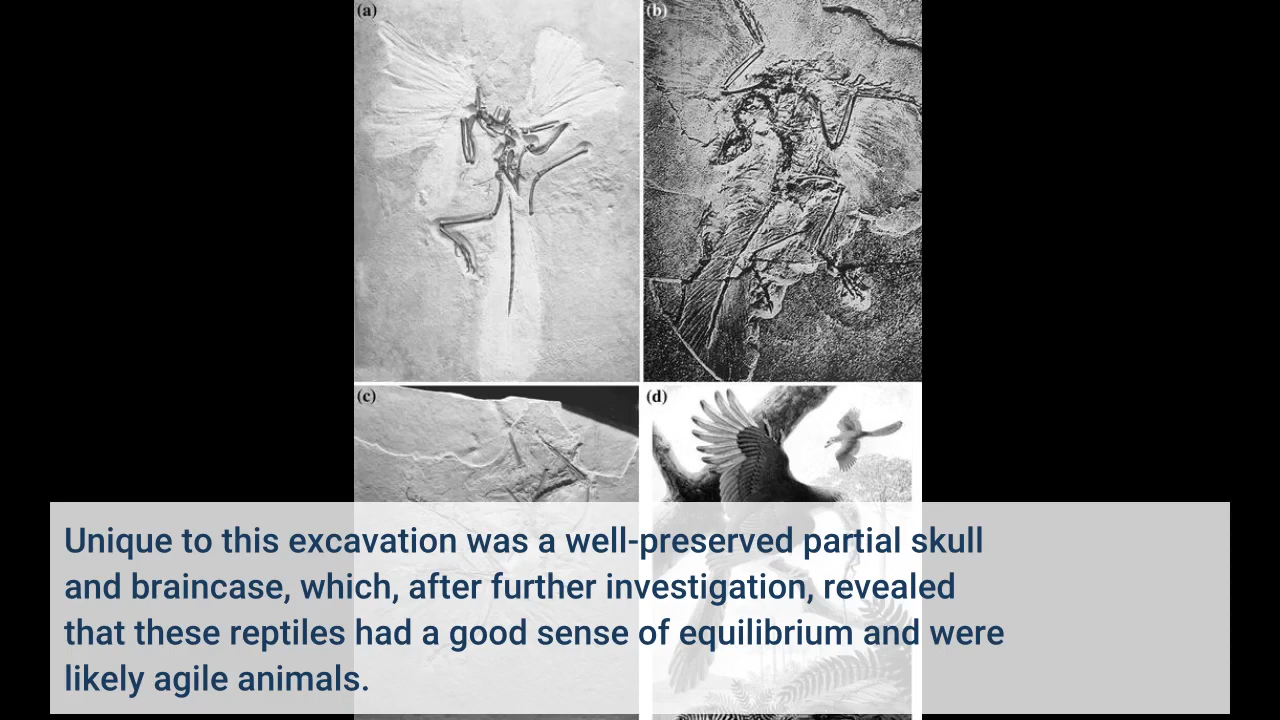 (a)
(b)
(c)
(d)
Unique to this excavation was a well-preserved partial skull
and braincase, which, after further investigation, revealed
that these reptiles had a good sense of equilibrium and were
likely agile animals.